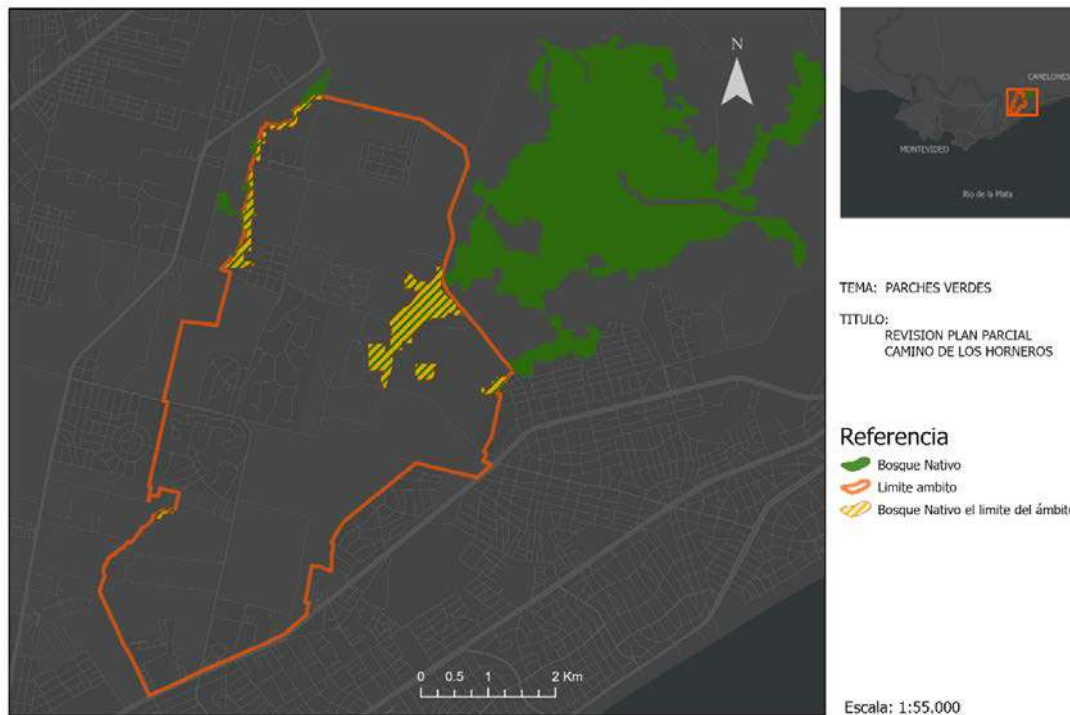 N
0 0.5 1 2 Km
CANELONES
MONTEVIDEO
Rio de la Plata
TEMA: PARCHES VERDES
TITULO:
REVISION PLAN PARCIAL
CAMINO DE LOS HORNEROS
Referencia
Bosque Nativo
Limite ambito
Bosque Nativo el limite del ámbito
Escala: 1:55.000